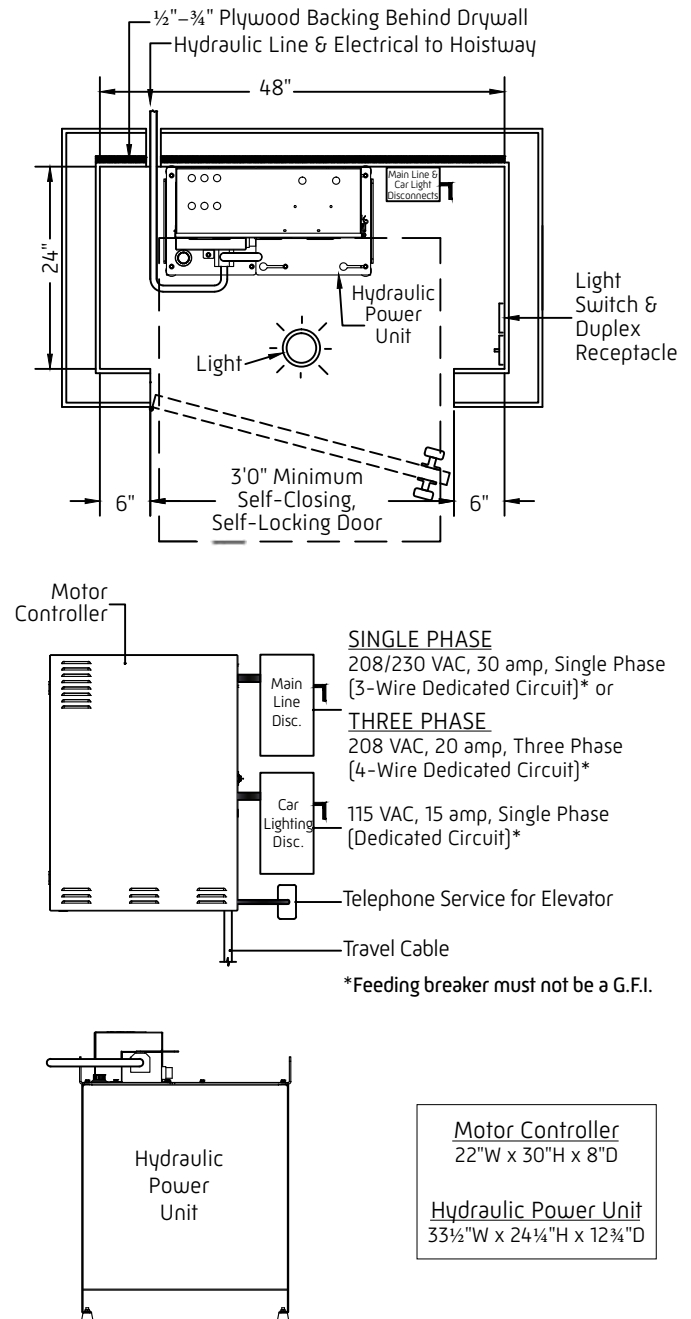 ½"–¾" Plywood Backing Behind Drywall
Hydraulic Line & Electrical to Hoistway
48"
Main Line &
Car Light
Disconnects
24"
Hydraulic
Power
Unit
Light
Switch &
Duplex
Receptacle
Light
6"
3'0" Minimum
Self-Closing,
Self-Locking Door
6"
Motor
Controller
Main
Line
Disc.
SINGLE PHASE
208/230 VAC, 30 amp, Single Phase
(3-Wire Dedicated Circuit)* or
THREE PHASE
208 VAC, 20 amp, Three Phase
(4-Wire Dedicated Circuit)*
Car
Lighting
Disc.
115 VAC, 15 amp, Single Phase
(Dedicated Circuit)*
Telephone Service for Elevator
Travel Cable
*Feeding breaker must not be a G.F.I.
Hydraulic
Power
Unit
Motor Controller
22"W x 30"H x 8"D
Hydraulic Power Unit
33½"W x 24¼"H x 12¾"D